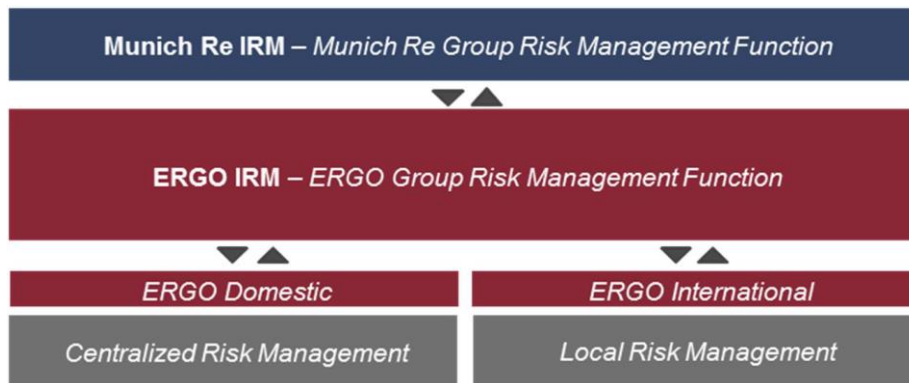 Munich Re IRM – Munich Re Group Risk Management Function
ERGO IRM – ERGO Group Risk Management Function
ERGO Domestic
ERGO International
Centralized Risk Management
Local Risk Management